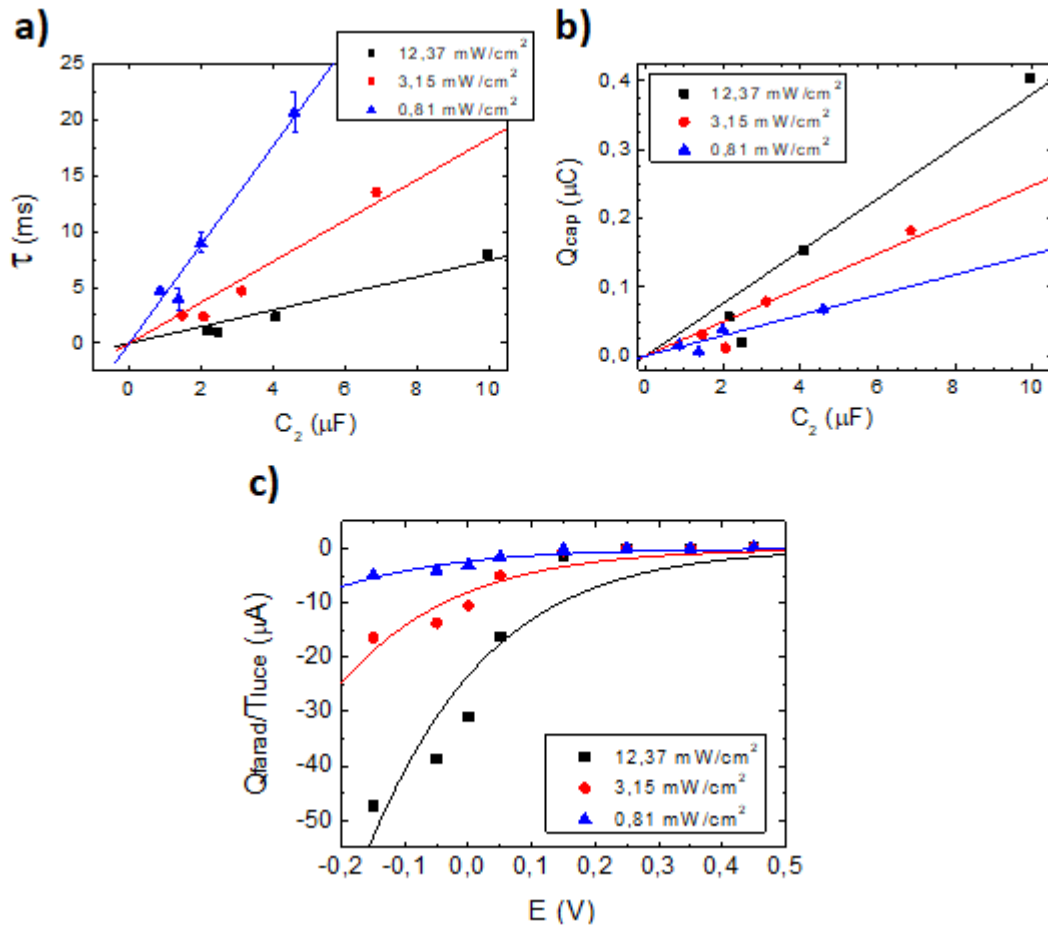 a)
12,37 mW/cm²
3,15 mW/cm²
0,81 mW/cm²
25
20
15
10
5
0
τ (ms)
0 2 4 6 8 10
C₂ (μF)
b)
12,37 mW/cm²
3,15 mW/cm²
0,81 mW/cm²
0,4
0,3
0,2
0,1
0,0
Qcap (μC)
0 2 4 6 8 10
C₂ (μF)
c)
0
-10
-20
-30
-40
-50
Qfarad/Tluce (μA)
12,37 mW/cm²
3,15 mW/cm²
0,81 mW/cm²
-0,2 -0,1 0,0 0,1 0,2 0,3 0,4 0,5
E (V)